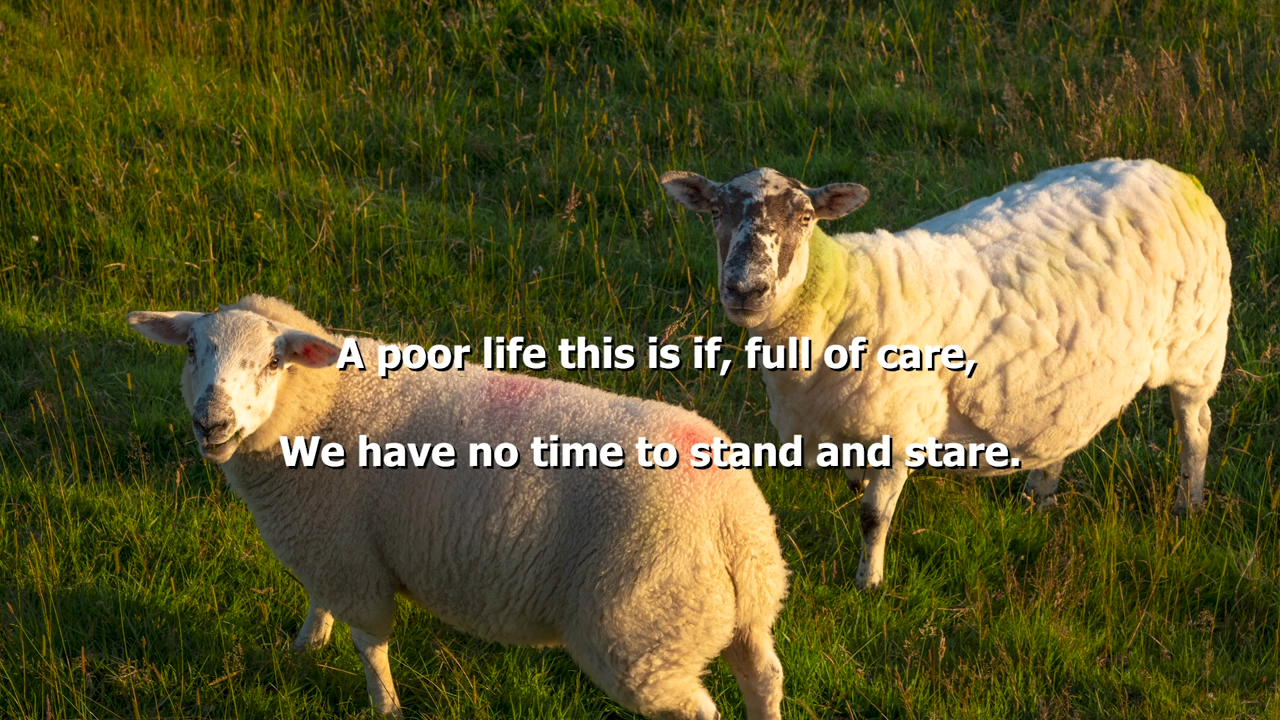 A poor life this is if, full of care,
We have no time to stand and stare.